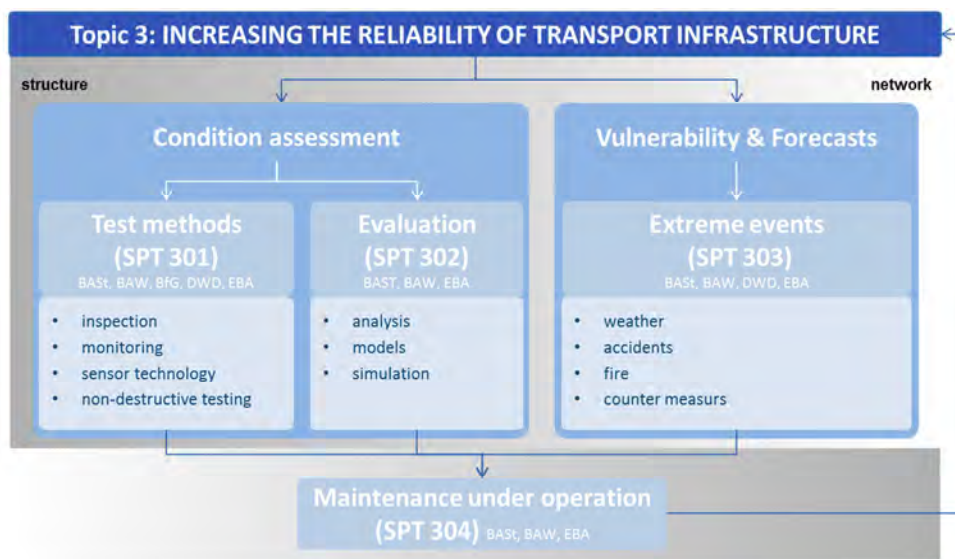 Topic 3: INCREASING THE RELIABILITY OF TRANSPORT INFRASTRUCTURE
structure
network
Condition assessment
Vulnerability & Forecasts
Test methods
(SPT 301)
BASt, BAW, BfG, DWD, EBA
Evaluation
(SPT 302)
BAST, BAW, EBA
Extreme events
(SPT 303)
BASt, BAW, DWD, EBA
• inspection
• monitoring
• sensor technology
• non-destructive testing
• analysis
• models
• simulation
• weather
• accidents
• fire
• counter measurs
Maintenance under operation
(SPT 304) BASt, BAW, EBA